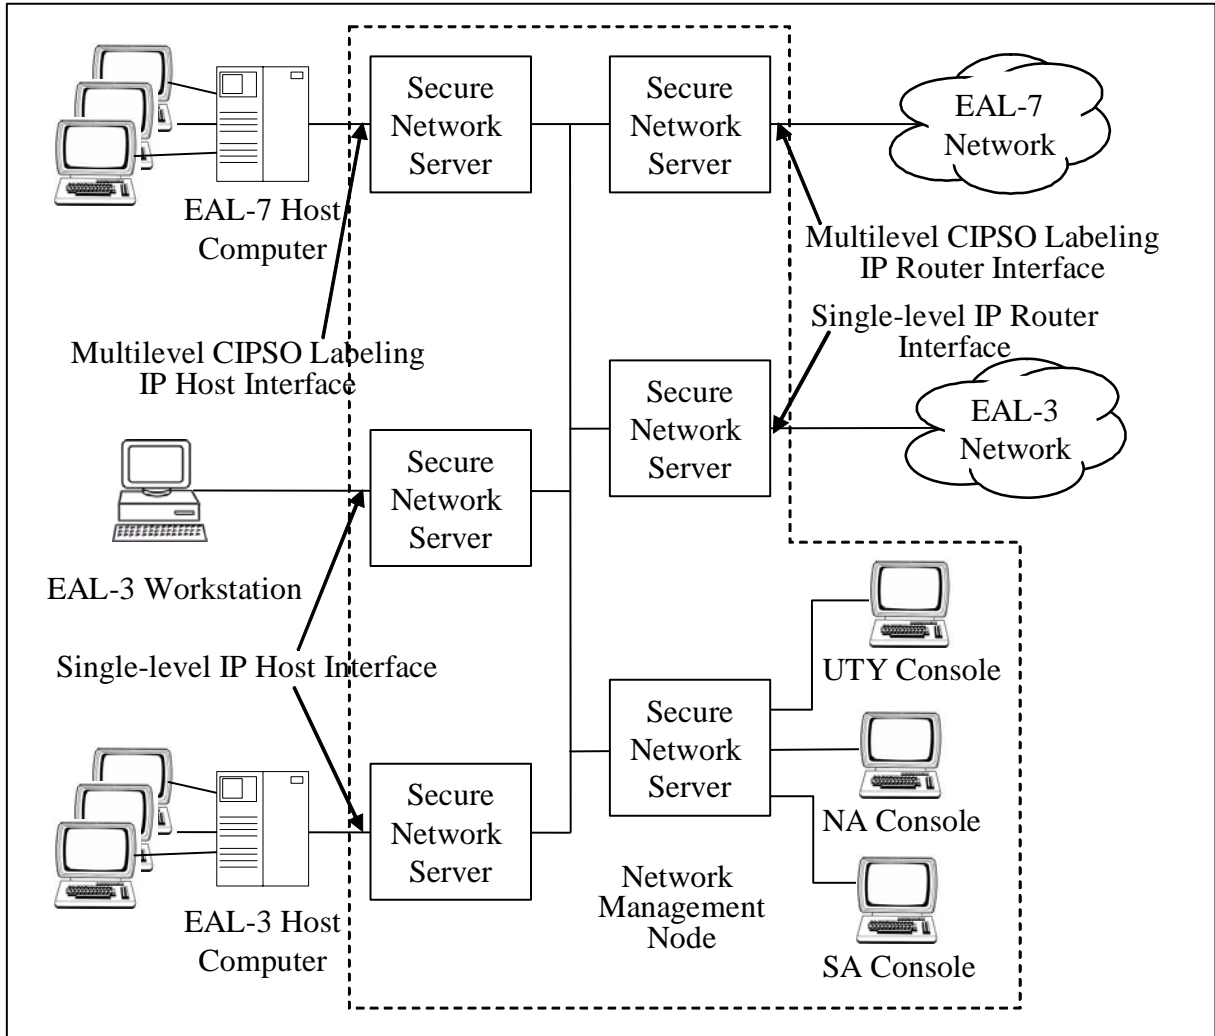 Secure
Network
Server
Secure
Network
Server
EAL-7
Network
EAL-7 Host
Computer
Multilevel CIPSO Labeling
IP Router Interface
Multilevel CIPSO Labeling
IP Host Interface
Single-level IP Router
Interface
Secure
Network
Server
EAL-3
Network
Secure
Network
Server
EAL-3 Workstation
Single-level IP Host Interface
UTY Console
Secure
Network
Server
NA Console
Secure
Network
Server
EAL-3 Host
Computer
Network
Management
Node
SA Console